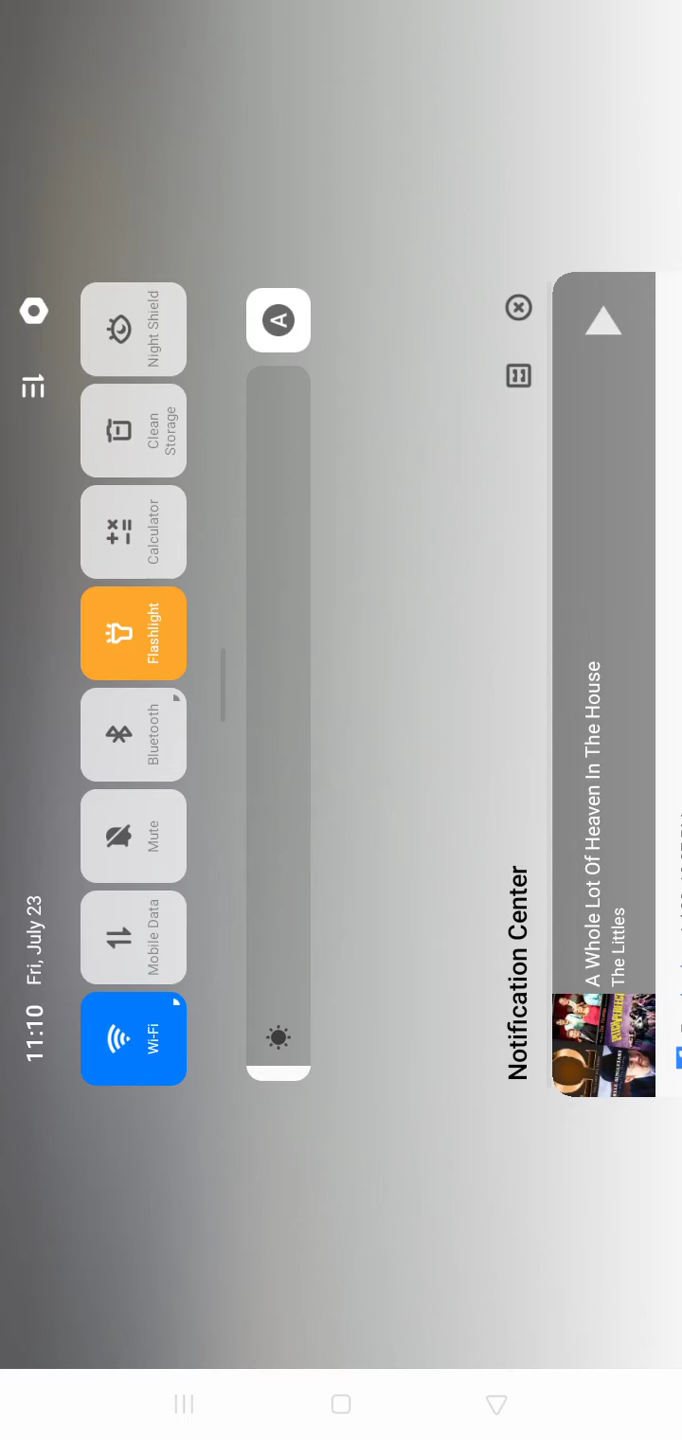 11:10 Fri, July 23
Wi-Fi
Mobile Data
Mute
Bluetooth
Flashlight
Calculator
Clean
Storage
Night Shield
A
Notification Center
A Whole Lot Of Heaven In The House
The Littles